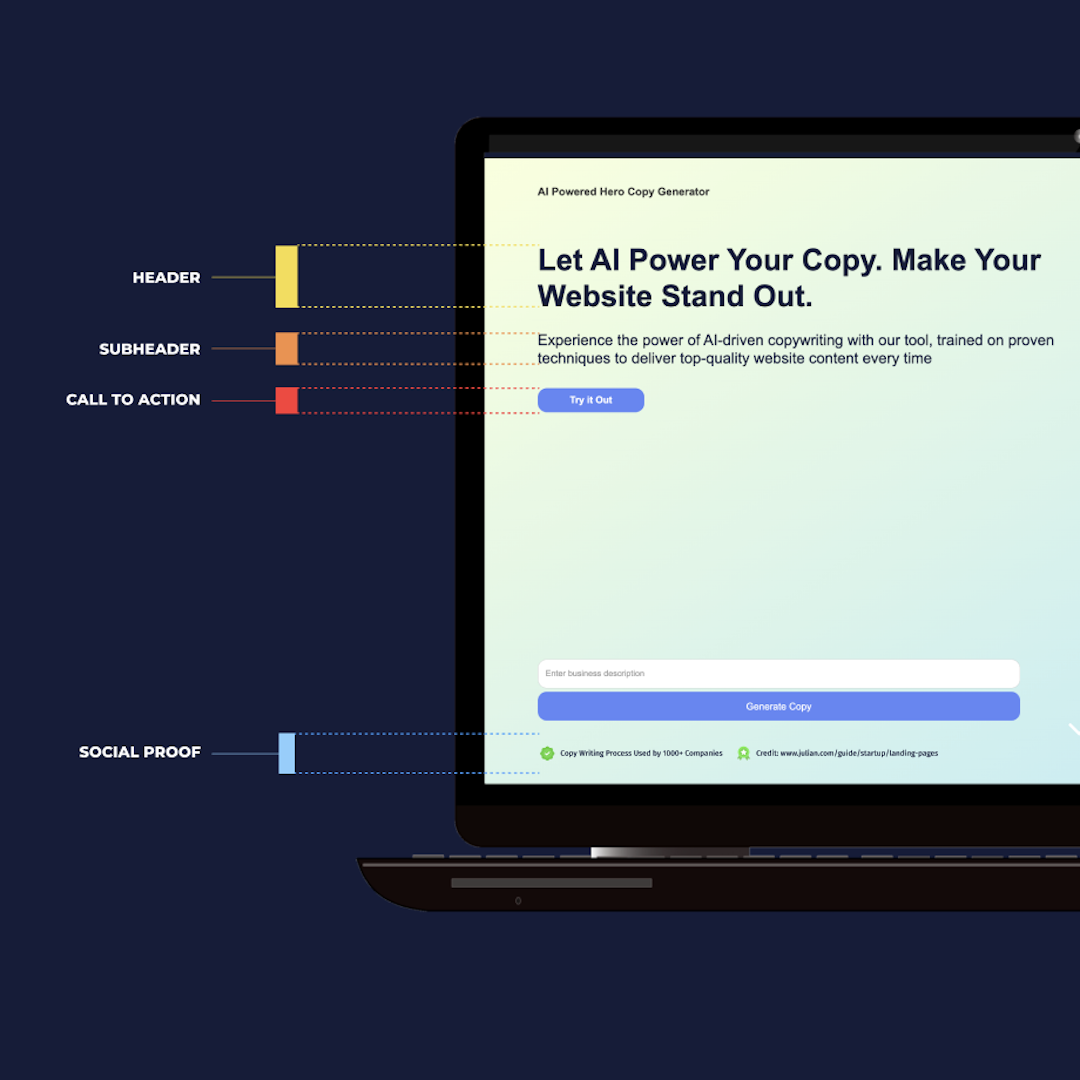 AI Powered Hero Copy Generator
HEADER
Let AI Power Your Copy. Make Your
Website Stand Out.
SUBHEADER
Experience the power of AI-driven copywriting with our tool, trained on proven
techniques to deliver top-quality website content every time
CALL TO ACTION
Try it Out
Enter business description
Generate Copy
SOCIAL PROOF
Copy Writing Process Used by 1000+ Companies
Credit: www.julian.com/guide/startup/landing-pages